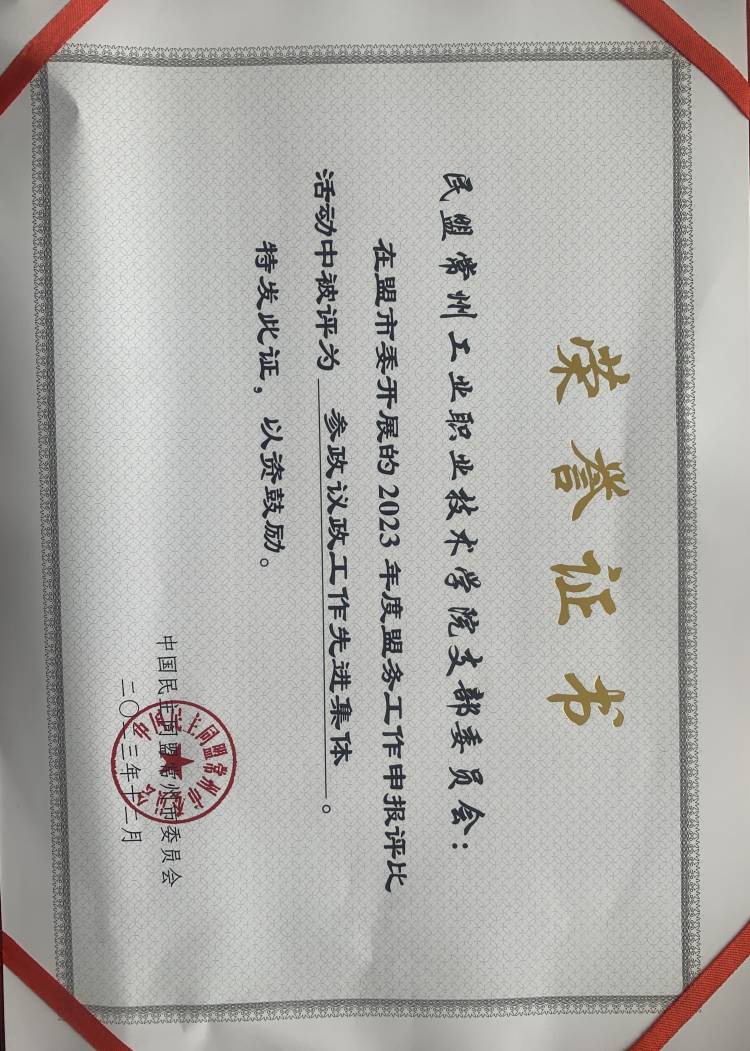 荣誉证书
民盟常州工业职业技术学院支部委员会：
在盟市委开展的2023年度盟务工作申报评比
活动中被评为 参政议政工作先进集体 。
特发此证，以资鼓励。
中国民主同盟常州市委员会
二〇二三年十二月